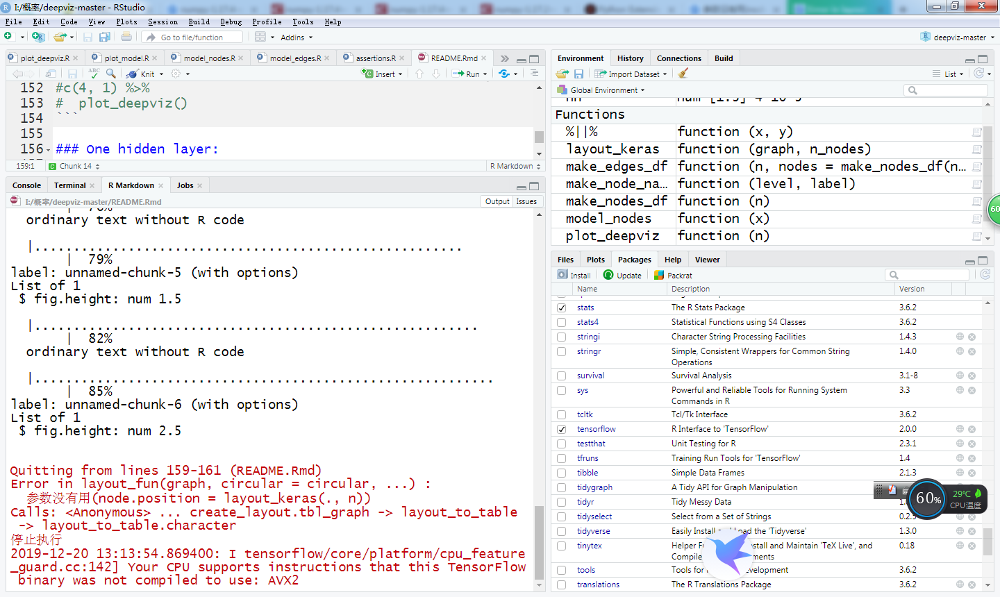 I:/概率/deepviz-master - RStudio
File Edit Code View Plots Session Build Debug Profile Tools Help
Go to file/function Addins deepviz-master
plot_deepviz.R plot_model.R model_nodes.R model_edges.R assertions.R README.Rmd
ABC Knit Insert Run
152 #c(4, 1) %>%
153 #  plot_deepviz()
154 ```
155
156 ### One hidden layer:
159:1 Chunk 14 R Markdown
Console Terminal R Markdown Jobs
I:/概率/deepviz-master/README.Rmd Output Issues
| 76%
ordinary text without R code
|.......................................................
| 79%
label: unnamed-chunk-5 (with options)
List of 1
$ fig.height: num 1.5
|.........................................................
| 82%
ordinary text without R code
|...........................................................
| 85%
label: unnamed-chunk-6 (with options)
List of 1
$ fig.height: num 2.5
Quitting from lines 159-161 (README.Rmd)
Error in layout_fun(graph, circular = circular, ...) :
参数没有用(node.position = layout_keras(., n))
Calls: <Anonymous> ... create_layout.tbl_graph -> layout_to_table
-> layout_to_table.character
停止执行
2019-12-20 13:13:54.869400: I tensorflow/core/platform/cpu_feature
_guard.cc:142] Your CPU supports instructions that this TensorFlow
binary was not compiled to use: AVX2
Environment History Connections Build
Import Dataset List
Global Environment
Functions
%||% function (x, y)
layout_keras function (graph, n_nodes)
make_edges_df function (n, nodes = make_nodes_df(n…
make_node_na… function (level, label)
make_nodes_df function (n)
model_nodes function (x)
plot_deepviz function (n)
Files Plots Packages Help Viewer
Install Update Packrat
Name Description Version
stats The R Stats Package 3.6.2
stats4 Statistical Functions using S4 Classes 3.6.2
stringi Character String Processing Facilities 1.4.3
stringr Simple, Consistent Wrappers for Common String 1.4.0
Operations
survival Survival Analysis 3.1-8
sys Powerful and Reliable Tools for Running System 3.3
Commands in R
tcltk Tcl/Tk Interface 3.6.2
tensorflow R Interface to 'TensorFlow' 2.0.0
testthat Unit Testing for R 2.3.1
tfruns Training Run Tools for 'TensorFlow' 1.4
tibble Simple Data Frames 2.1.3
tidygraph A Tidy API for Graph Manipulation
tidyr Tidy Messy Data
tidyselect Select from a Set of Strings 0.2.5
tidyverse Easily Install and Load the 'Tidyverse' 1.3.0
tinytex Helper install and Maintain 'TeX Live', and 0.18
Compile
tools Tools for 3.6.2
translations The R Translations Package 3.6.2
60
60% 29℃
CPU温度